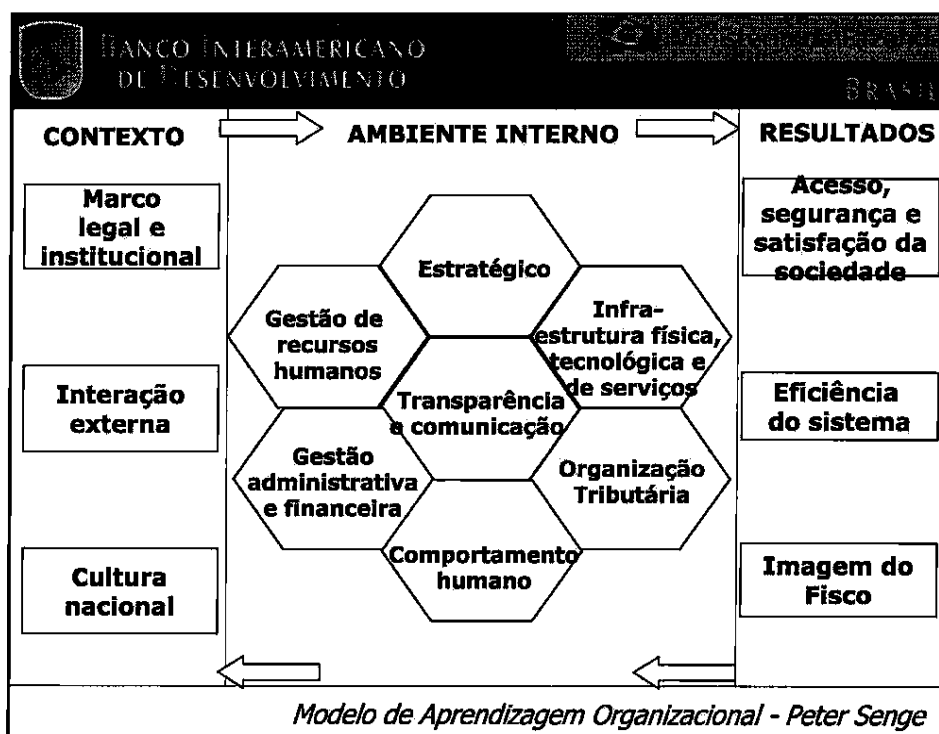 BANCO INTERAMERICANO
DE DESENVOLVIMENTO
BRASIL
CONTEXTO
AMBIENTE INTERNO
RESULTADOS
Marco
legal e
institucional
Interação
externa
Cultura
nacional
Estratégico
Gestão de
recursos
humanos
Infra-
estrutura física,
tecnológica e
de serviços
Transparência
e comunicação
Gestão
administrativa
e financeira
Organização
Tributária
Comportamento
humano
Acesso,
segurança e
satisfação da
sociedade
Eficiência
do sistema
Imagem do
Fisco
Modelo de Aprendizagem Organizacional - Peter Senge